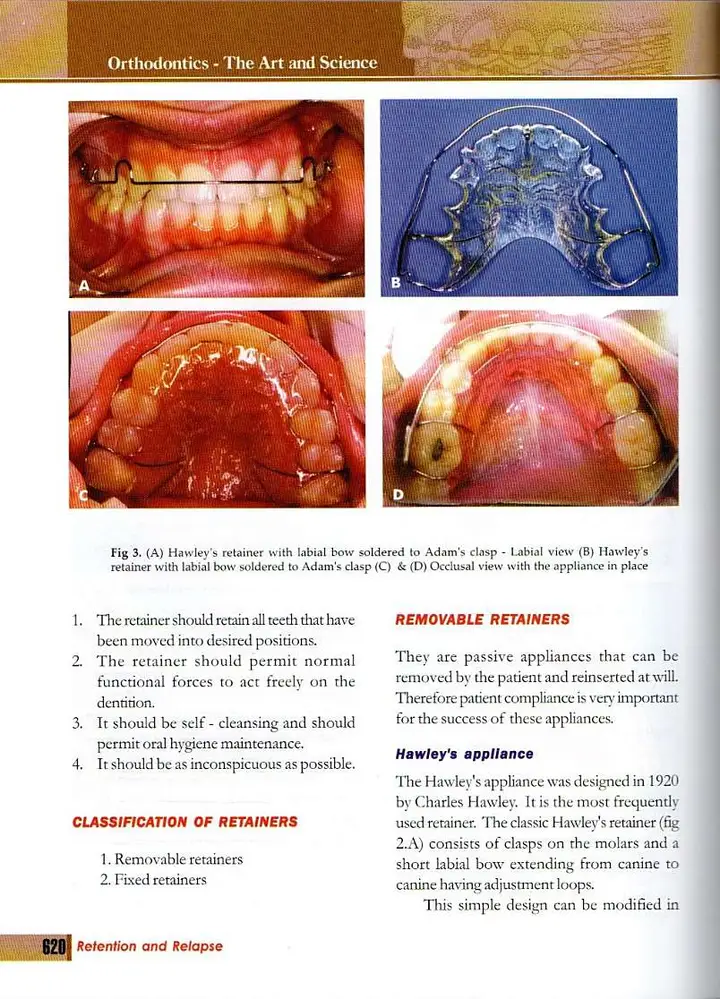 Orthodontics - The Art and Science
A
B
C
D
Fig 3. (A) Hawley's retainer with labial bow soldered to Adam's clasp - Labial view (B) Hawley's
retainer with labial bow soldered to Adam's clasp (C) & (D) Occlusal view with the appliance in place
1. The retainer should retain all teeth that have
been moved into desired positions.
2. The retainer should permit normal
functional forces to act freely on the
dentition.
3. It should be self - cleansing and should
permit oral hygiene maintenance.
4. It should be as inconspicuous as possible.
CLASSIFICATION OF RETAINERS
1. Removable retainers
2. Fixed retainers
REMOVABLE RETAINERS
They are passive appliances that can be
removed by the patient and reinserted at will.
Therefore patient compliance is very important
for the success of these appliances.
Hawley's appliance
The Hawley's appliance was designed in 1920
by Charles Hawley. It is the most frequently
used retainer. The classic Hawley's retainer (fig
2.A) consists of clasps on the molars and a
short labial bow extending from canine to
canine having adjustment loops.
This simple design can be modified in
620 Retention and Relapse